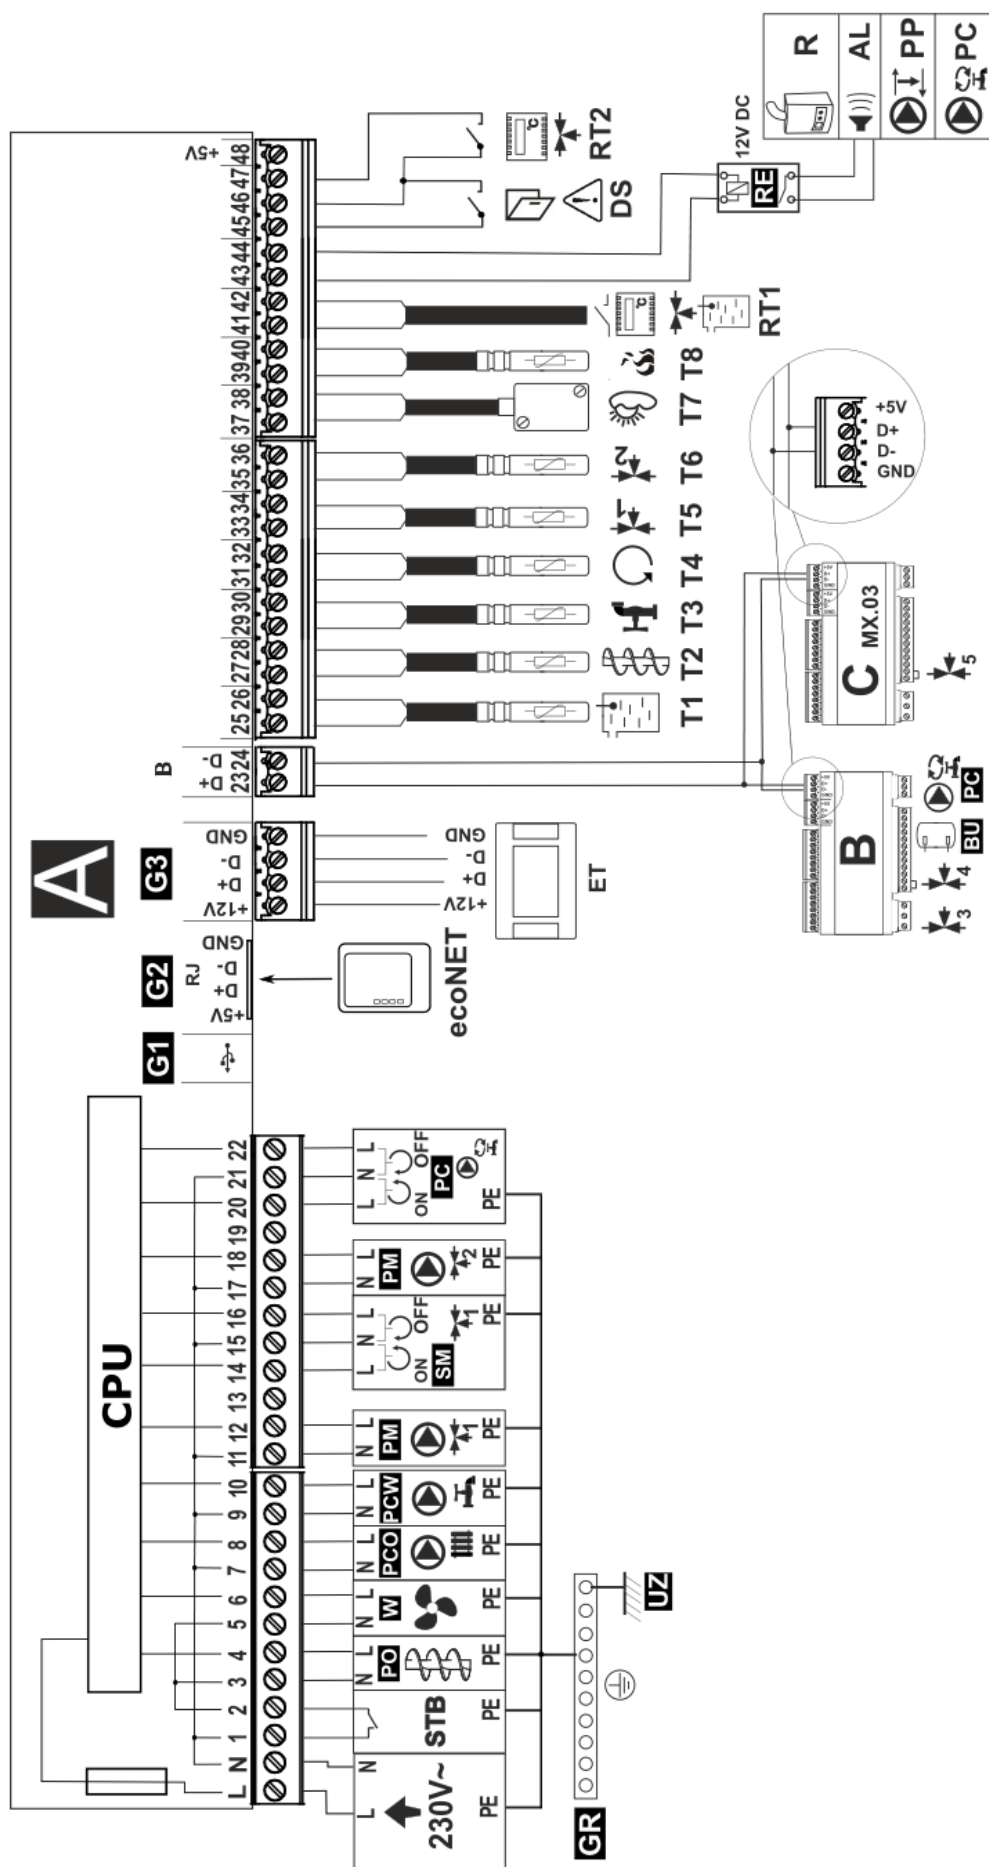 A
CPU
L N 1 2 3 4 5 6 7 8 9 10 11 12 13 14 15 16 17 18 19 20 21 22
G1
G2
RJ
+5V D+ D- GND
G3
+12V D+ D- GND
B
D+ D-
23 24
25 26 27 28 29 30 31 32 33 34 35 36 37 38 39 40 41 42 43 44 45 46 47 48
+5V
L N
230V~
PE
STB
PE
N L
PO
PE
N L
W
PE
N L
PCO
PE
N L
PCW
PE
N L
PM
1
PE
L N L
ON OFF
SM
1
PE
N L
PM
2
PE
L N L
ON OFF
PC
PE
GR
UZ
ecoNET
+12V D+ D- GND
ET
T1
T2
T3
T4
1
T5
2
T6
T7
T8
°C
RT1
DS
°C
RT2
12V DC
RE
R
AL
PP
PC
+5V
D+
D-
GND
B
3
4
BU
PC
C
MX.03
+5V
D+
D-
GND
5